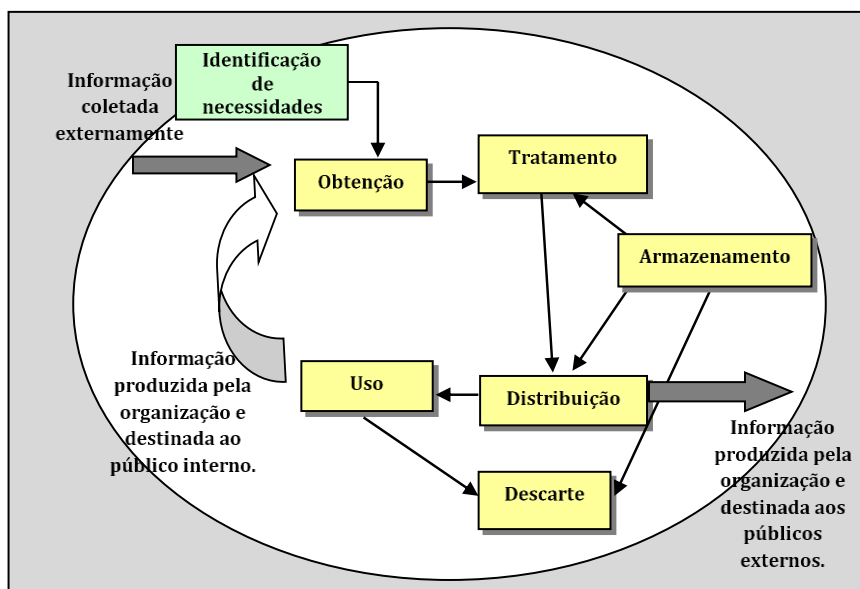 Identificação
de
necessidades
Informação
coletada
externamente
Obtenção
Tratamento
Armazenamento
Uso
Distribuição
Descarte
Informação
produzida pela
organização e
destinada ao
público interno.
Informação
produzida pela
organização e
destinada aos
públicos
externos.